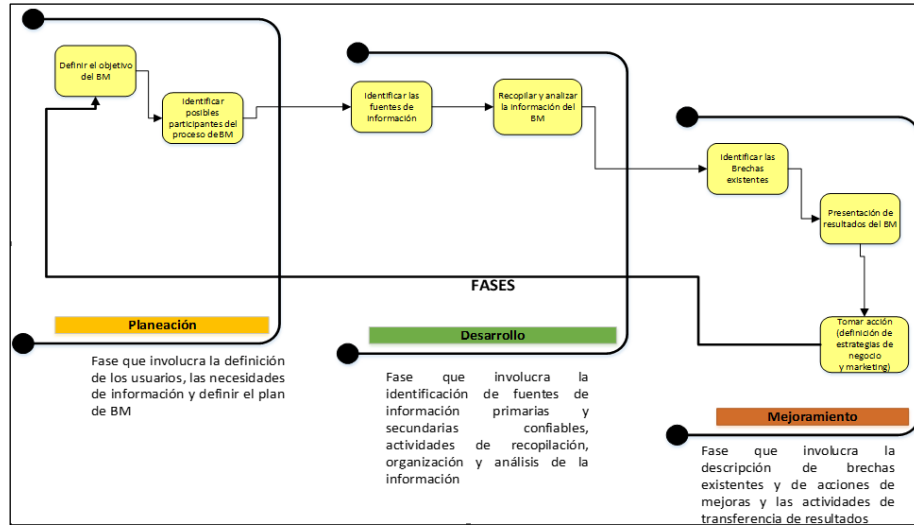 Definir el objetivo
del BM
Identificar
posibles
participantes del
proceso de BM
Identificar las
fuentes de
información
Recopilar y analizar
la información del
BM
Identificar las
Brechas
existentes
Presentación de
resultados del BM
Tomar acción
(definición de
estrategias de
negocio
y marketing)
FASES
Planeación
Fase que involucra la definición
de los usuarios, las necesidades
de información y definir el plan
de BM
Desarrollo
Fase que involucra la
identificación de fuentes de
información primarias y
secundarias confiables,
actividades de recopilación,
organización y análisis de la
información
Mejoramiento
Fase que involucra la
descripción de brechas
existentes y de acciones de
mejoras y las actividades de
transferencia de resultados